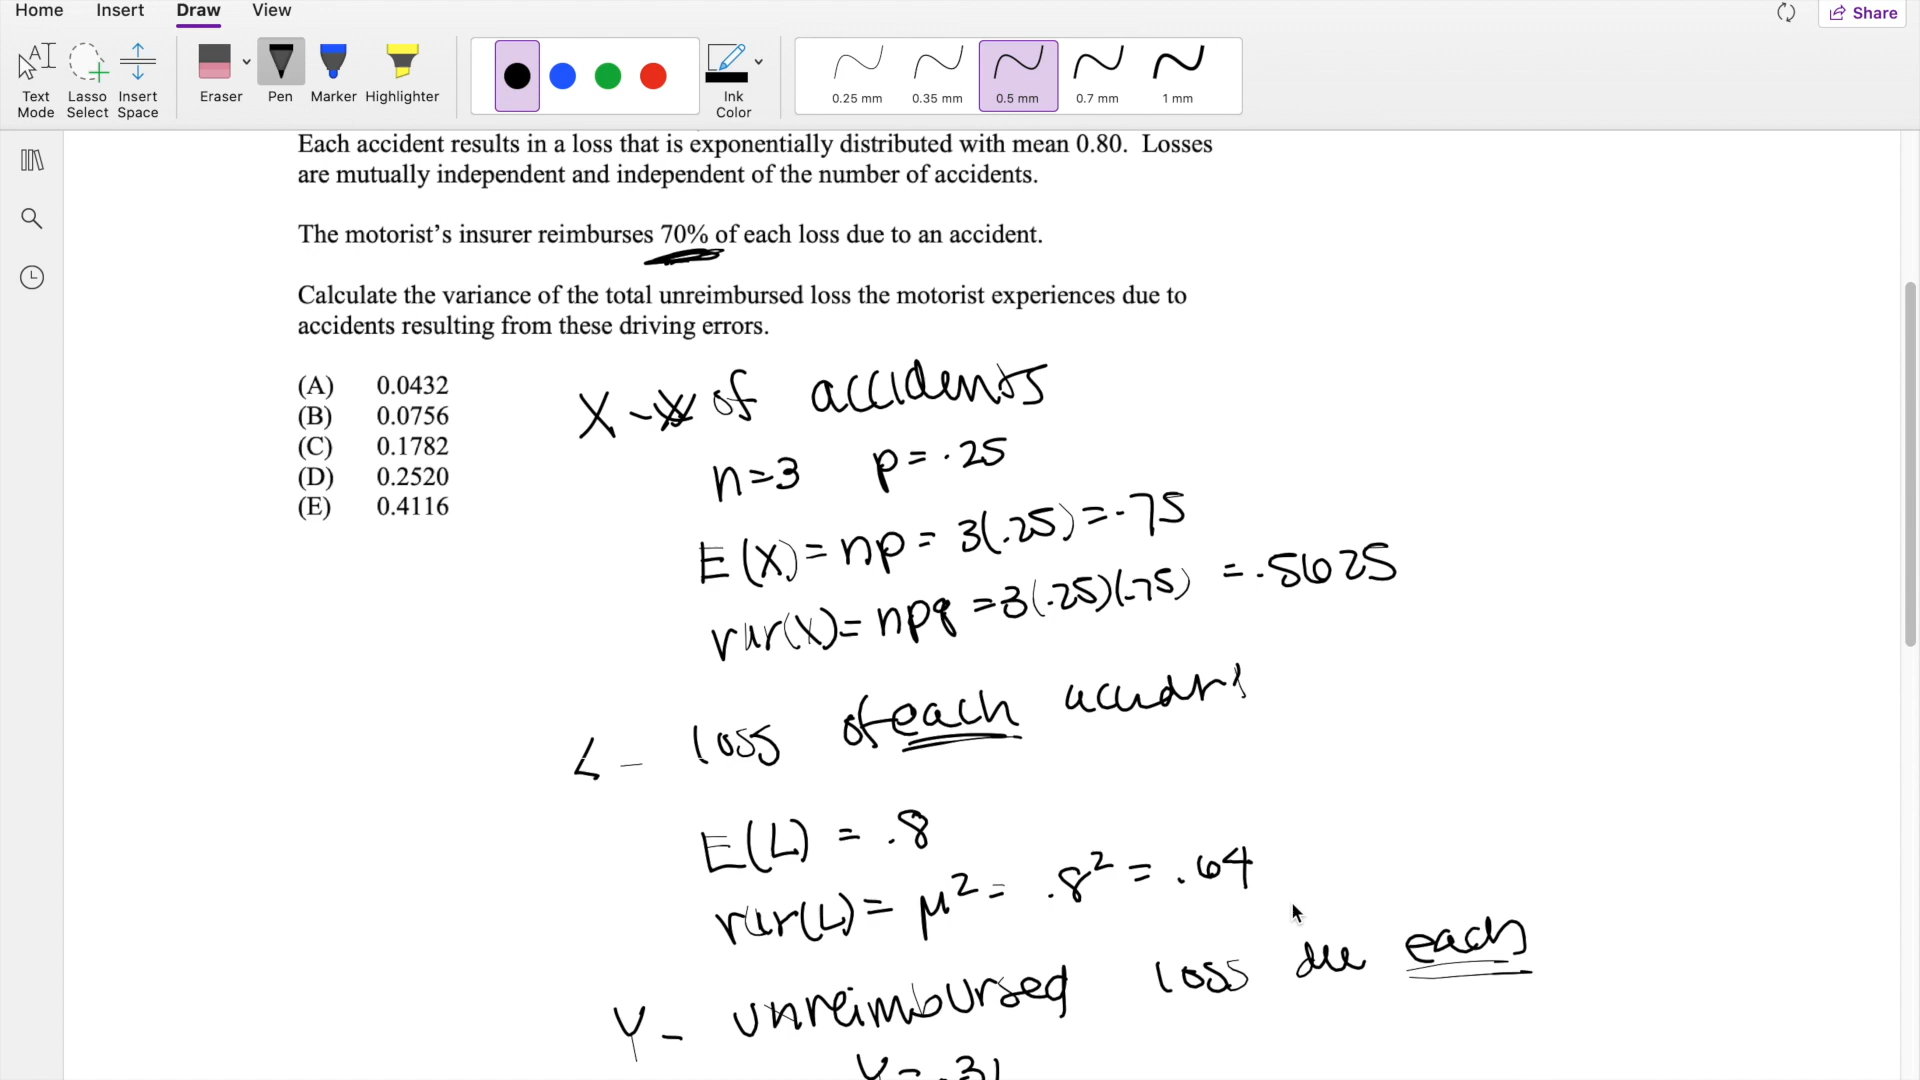 Home Insert Draw View
Share
Text Mode
Lasso Select
Insert Space
Eraser
Pen
Marker
Highlighter
Ink Color
0.25 mm
0.35 mm
0.5 mm
0.7 mm
1 mm
Each accident results in a loss that is exponentially distributed with mean 0.80. Losses
are mutually independent and independent of the number of accidents.
The motorist's insurer reimburses 70% of each loss due to an accident.
Calculate the variance of the total unreimbursed loss the motorist experiences due to
accidents resulting from these driving errors.
(A) 0.0432
(B) 0.0756
(C) 0.1782
(D) 0.2520
(E) 0.4116
X - # of accidents
n=3 p=.25
E(X)=np=3(.25)=.75
var(X)=npq=3(.25)(.75) =.5625
L - loss of each accident
E(L) = .8
var(L)= μ²= .8²= .64
Y - unreimbursed loss due each
Y = .3L